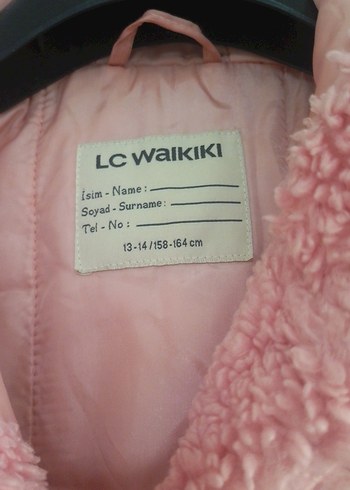 LC WAIKIKI
İsim - Name :
Soyad - Surname :
Tel - No :
13-14 / 158-164 cm